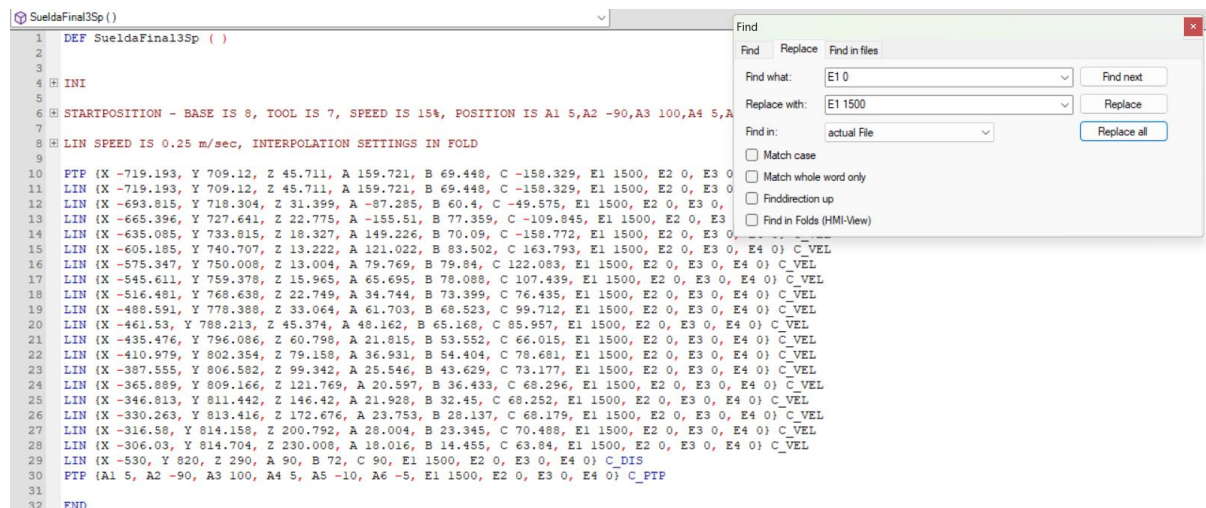 SueldaFinal3Sp ( )
1 DEF SueldaFinal3Sp ( )
2
3
4 INI
5
6 STARTPOSITION - BASE IS 8, TOOL IS 7, SPEED IS 15%, POSITION IS A1 5,A2 -90,A3 100,A4 5,A
7
8 LIN SPEED IS 0.25 m/sec, INTERPOLATION SETTINGS IN FOLD
9
10 PTP {X -719.193, Y 709.12, Z 45.711, A 159.721, B 69.448, C -158.329, E1 1500, E2 0, E3 0
11 LIN {X -719.193, Y 709.12, Z 45.711, A 159.721, B 69.448, C -158.329, E1 1500, E2 0, E3 0
12 LIN {X -693.815, Y 718.304, Z 31.399, A -87.285, B 60.4, C -49.575, E1 1500, E2 0, E3 0,
13 LIN {X -665.396, Y 727.641, Z 22.775, A -155.51, B 77.359, C -109.845, E1 1500, E2 0, E3
14 LIN {X -635.085, Y 733.815, Z 18.327, A 149.226, B 70.09, C -158.772, E1 1500, E2 0, E3 0, E4 0} C_VEL
15 LIN {X -605.185, Y 740.707, Z 13.222, A 121.022, B 83.502, C 163.793, E1 1500, E2 0, E3 0, E4 0} C_VEL
16 LIN {X -575.347, Y 750.008, Z 13.004, A 79.769, B 79.84, C 122.083, E1 1500, E2 0, E3 0, E4 0} C_VEL
17 LIN {X -545.611, Y 759.378, Z 15.965, A 65.695, B 78.088, C 107.439, E1 1500, E2 0, E3 0, E4 0} C_VEL
18 LIN {X -516.481, Y 768.638, Z 22.749, A 34.744, B 73.399, C 76.435, E1 1500, E2 0, E3 0, E4 0} C_VEL
19 LIN {X -488.591, Y 778.388, Z 33.064, A 61.703, B 68.523, C 99.712, E1 1500, E2 0, E3 0, E4 0} C_VEL
20 LIN {X -461.53, Y 788.213, Z 45.374, A 48.162, B 65.168, C 85.957, E1 1500, E2 0, E3 0, E4 0} C_VEL
21 LIN {X -435.476, Y 796.086, Z 60.798, A 21.815, B 53.552, C 66.015, E1 1500, E2 0, E3 0, E4 0} C_VEL
22 LIN {X -410.979, Y 802.354, Z 79.158, A 36.931, B 54.404, C 78.681, E1 1500, E2 0, E3 0, E4 0} C_VEL
23 LIN {X -387.555, Y 806.582, Z 99.342, A 25.546, B 43.629, C 73.177, E1 1500, E2 0, E3 0, E4 0} C_VEL
24 LIN {X -365.889, Y 809.166, Z 121.769, A 20.597, B 36.433, C 68.296, E1 1500, E2 0, E3 0, E4 0} C_VEL
25 LIN {X -346.813, Y 811.442, Z 146.42, A 21.928, B 32.45, C 68.252, E1 1500, E2 0, E3 0, E4 0} C_VEL
26 LIN {X -330.263, Y 813.416, Z 172.676, A 23.753, B 28.137, C 68.179, E1 1500, E2 0, E3 0, E4 0} C_VEL
27 LIN {X -316.58, Y 814.158, Z 200.792, A 28.004, B 23.345, C 70.488, E1 1500, E2 0, E3 0, E4 0} C_VEL
28 LIN {X -306.03, Y 814.704, Z 230.008, A 18.016, B 14.455, C 63.84, E1 1500, E2 0, E3 0, E4 0} C_VEL
29 LIN {X -530, Y 820, Z 290, A 90, B 72, C 90, E1 1500, E2 0, E3 0, E4 0} C_DIS
30 PTP {A1 5, A2 -90, A3 100, A4 5, A5 -10, A6 -5, E1 1500, E2 0, E3 0, E4 0} C_PTP
31
32 END
Find
Find Replace Find in files
Find what: E1 0 Find next
Replace with: E1 1500 Replace
Find in: actual File Replace all
Match case
Match whole word only
Finddirection up
Find in Folds (HMI-View)